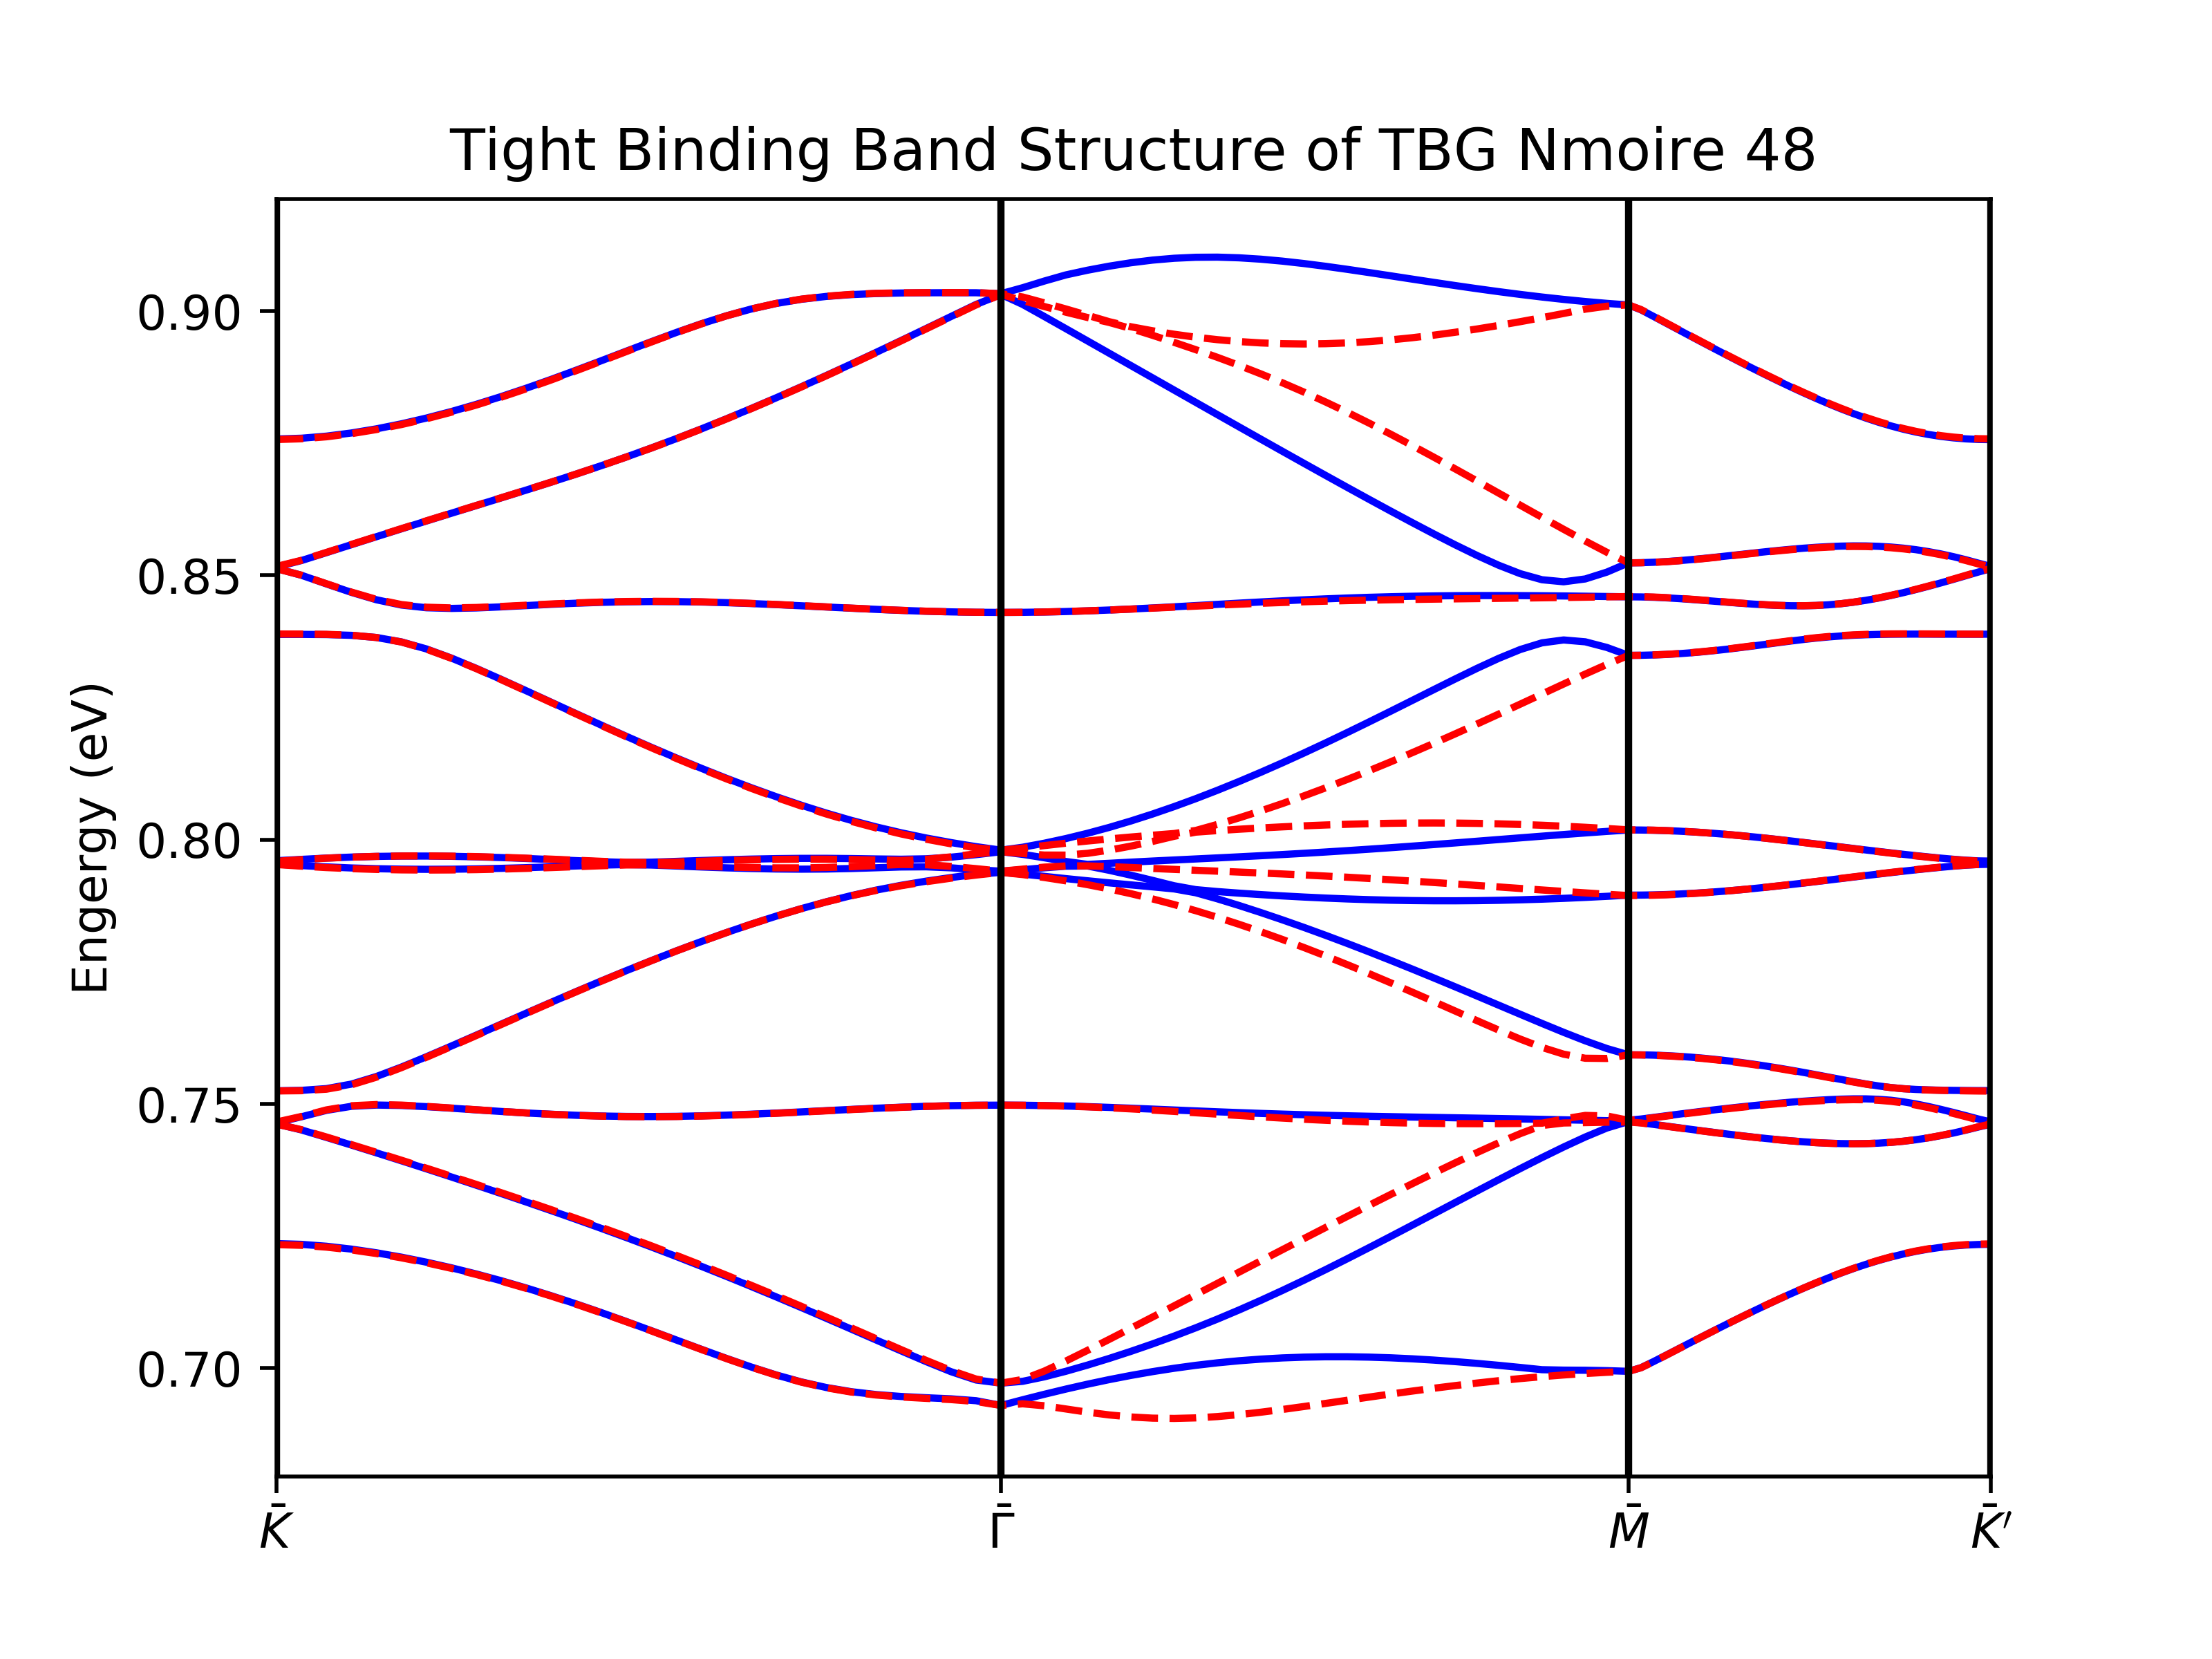 Tight Binding Band Structure of TBG Nmoire 48
Engergy (eV)
0.90
0.85
0.80
0.75
0.70
K̄
Γ̄
M̄
K̄′